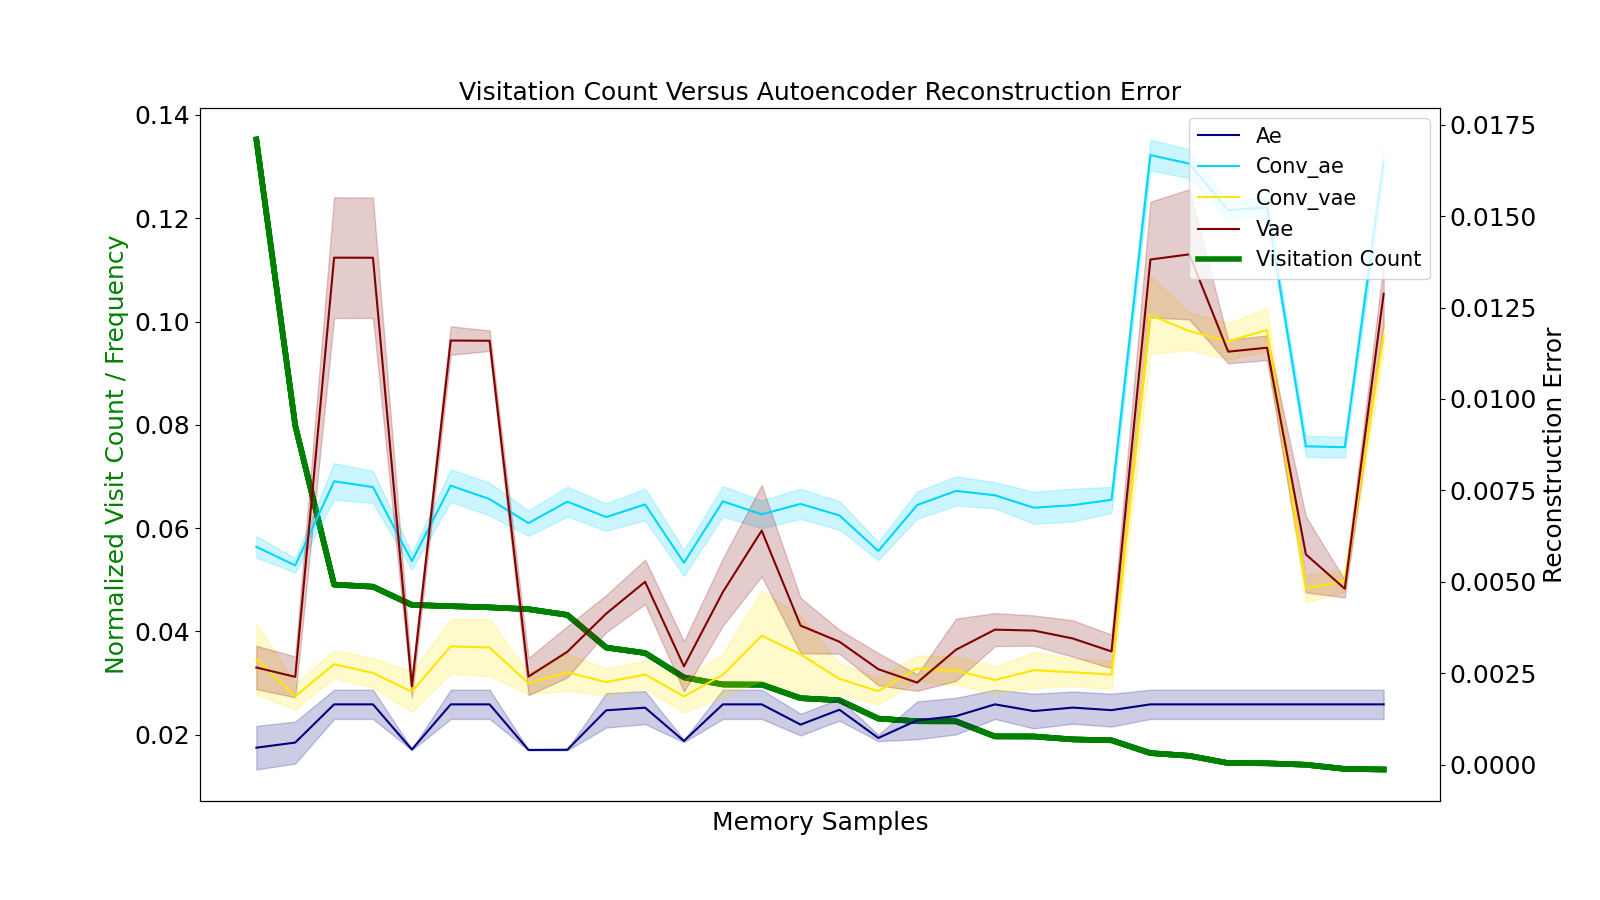 Visitation Count Versus Autoencoder Reconstruction Error
Normalized Visit Count / Frequency
0.14
0.12
0.10
0.08
0.06
0.04
0.02
Ae
Conv_ae
Conv_vae
Vae
Visitation Count
0.0175
0.0150
0.0125
0.0100
0.0075
0.0050
0.0025
0.0000
Reconstruction Error
Memory Samples